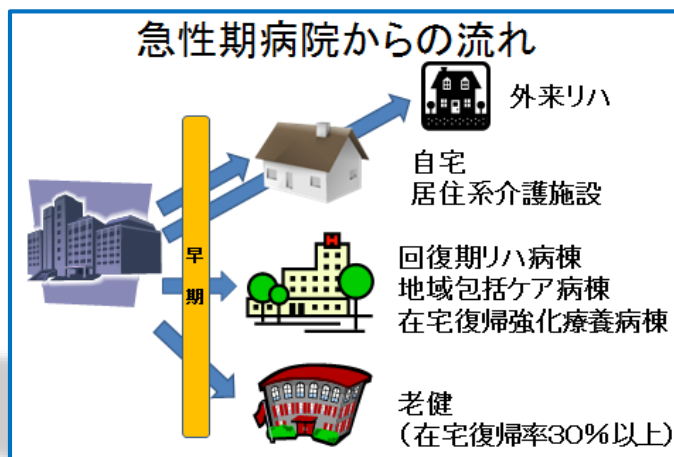 急性期病院からの流れ
外来リハ
自宅
居住系介護施設
早期
回復期リハ病棟
地域包括ケア病棟
在宅復帰強化療養病棟
老健
(在宅復帰率30%以上)
H